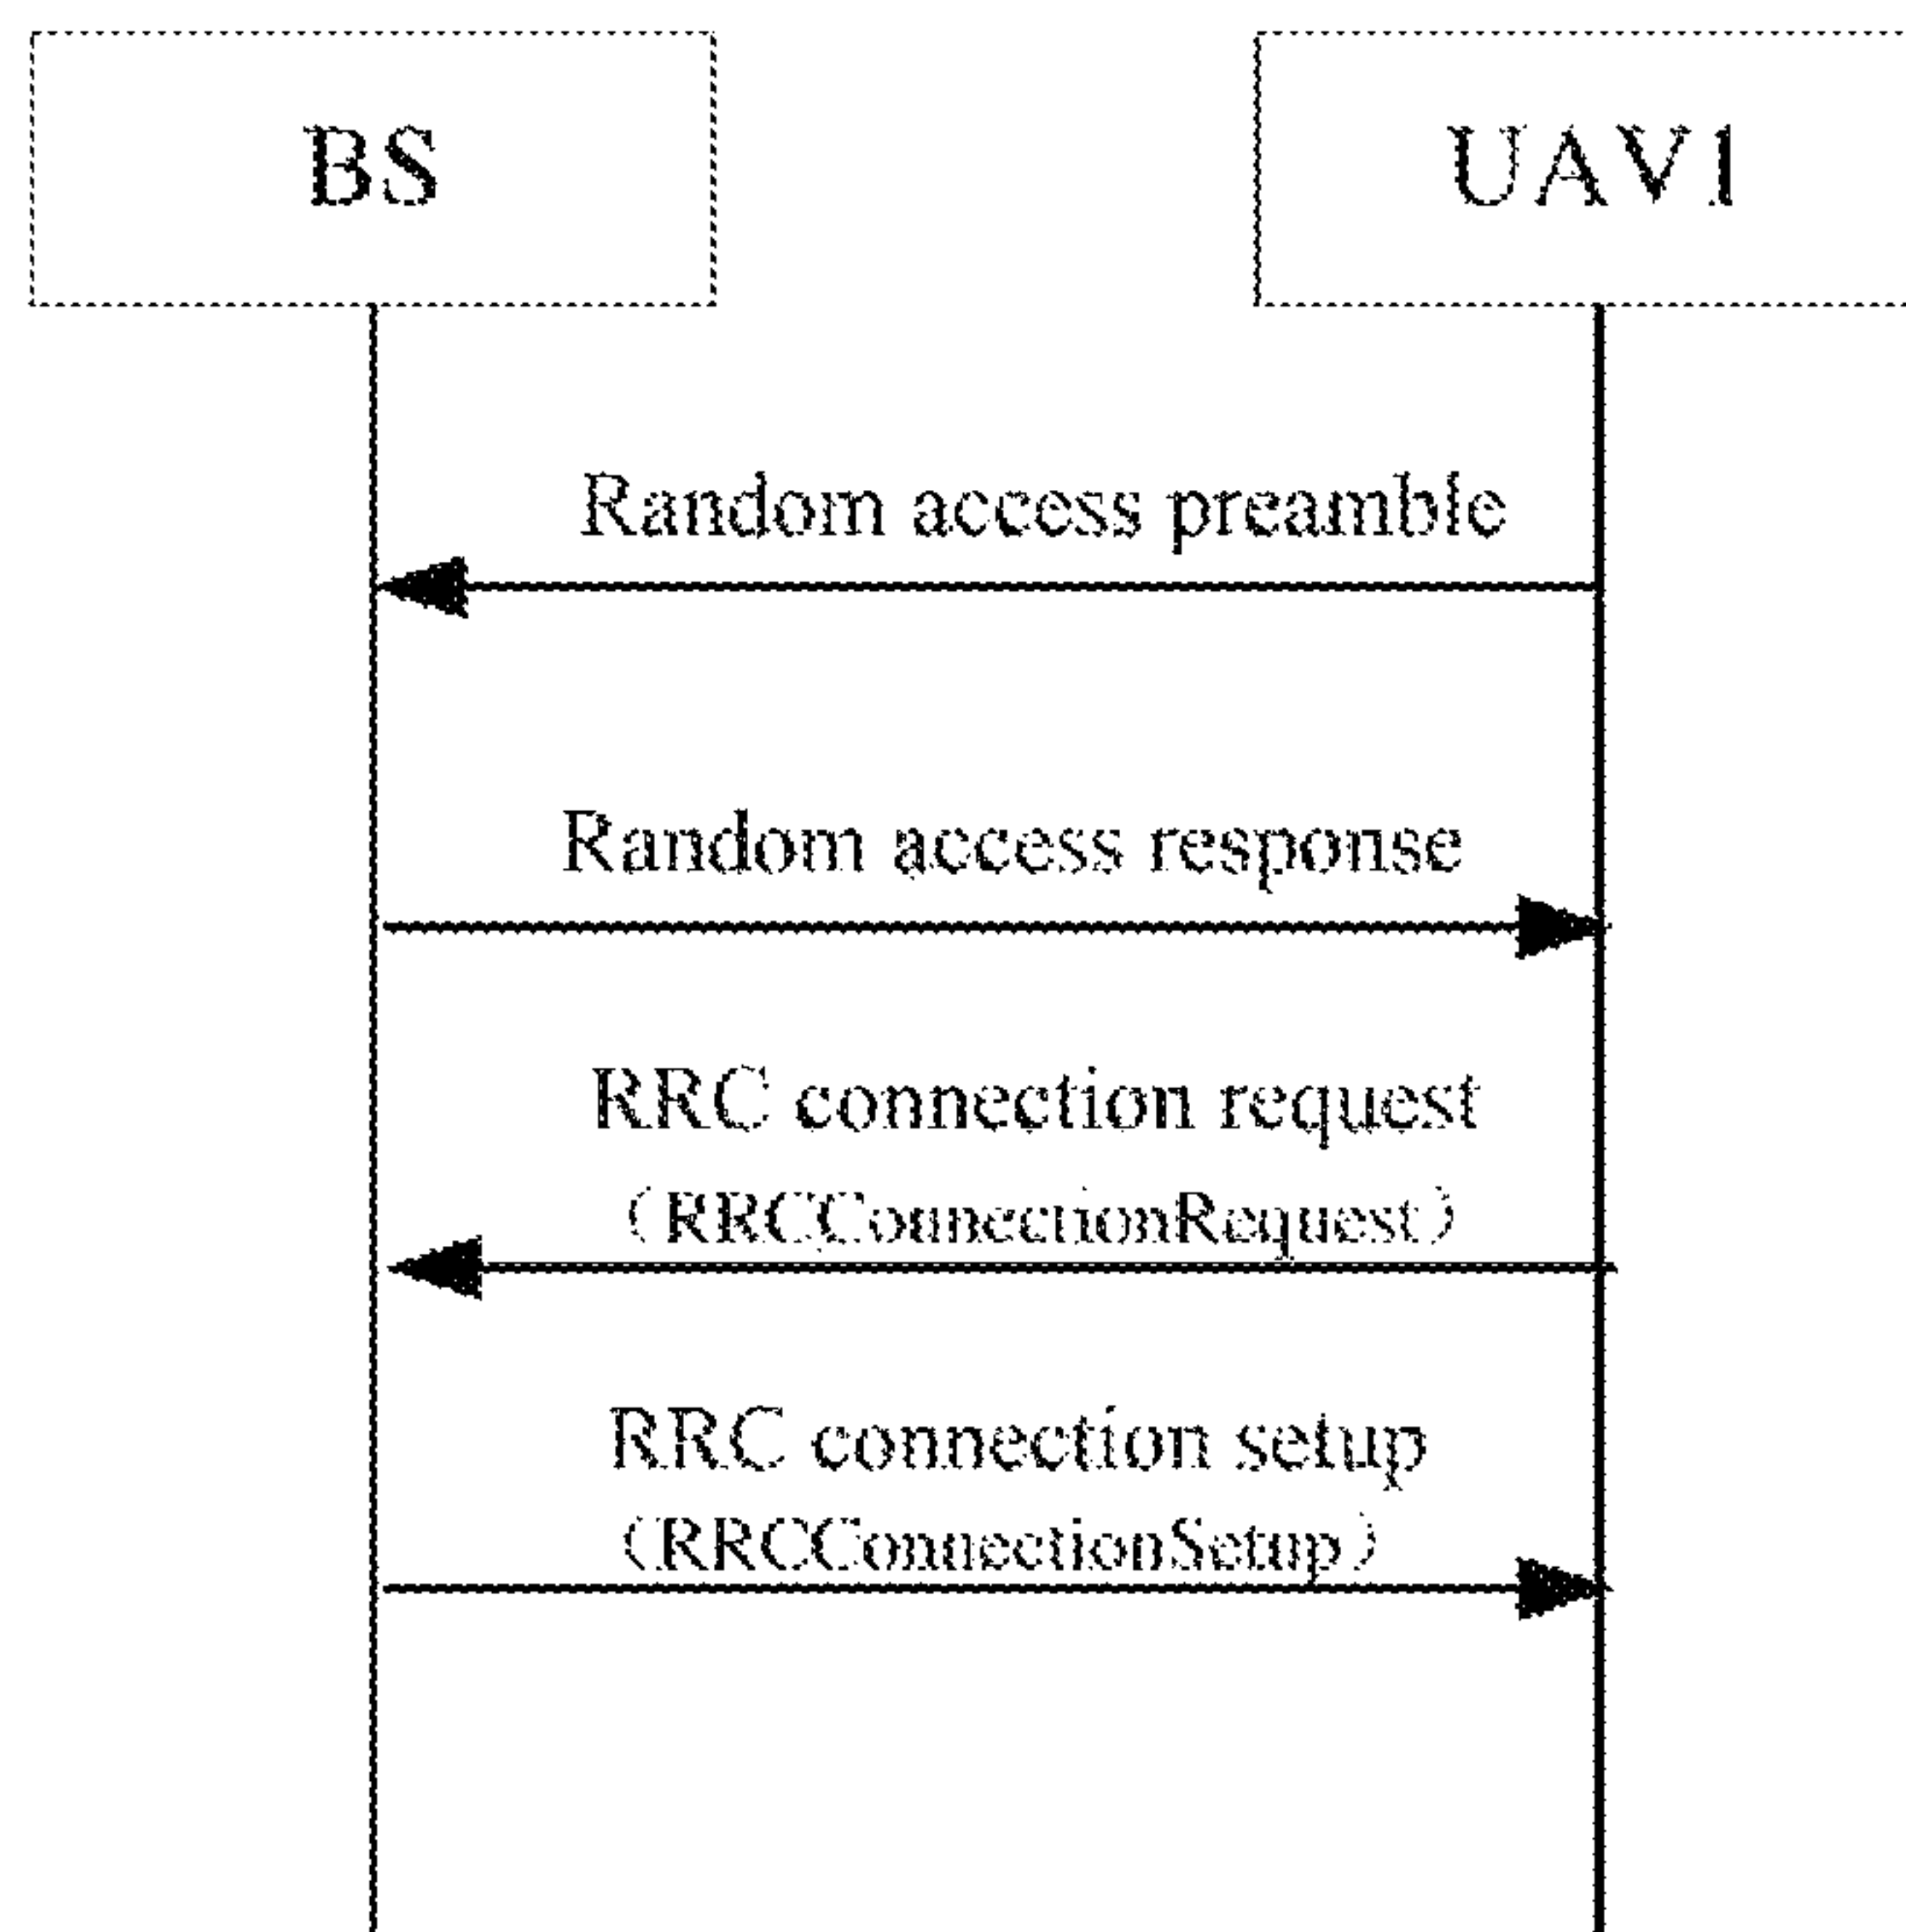 BS
UAV1
Random access preamble
Random access response
RRC connection request
（RRCConnectionRequest）
RRC connection setup
（RRCConnectionSetup）